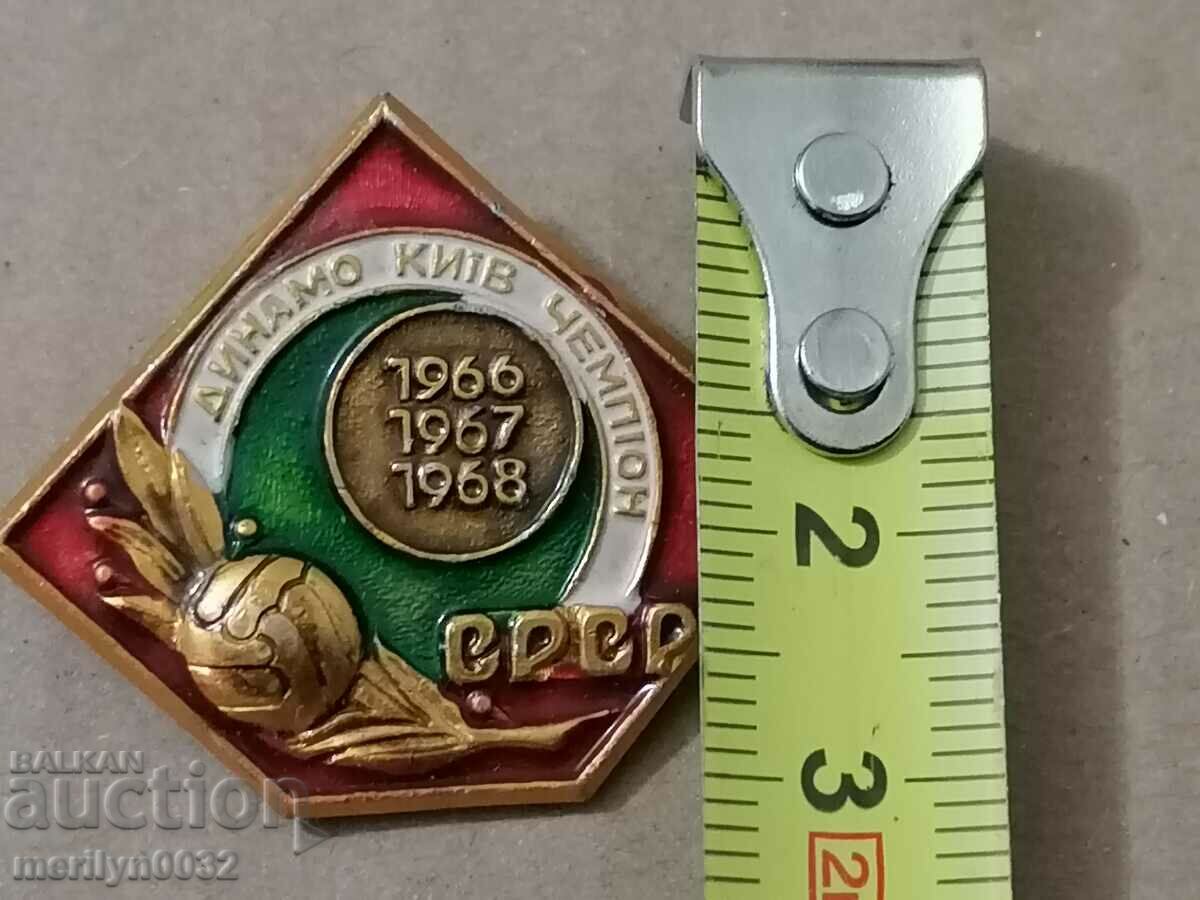 ДИНАМО КИЇВ ЧЕМПІОН
1966
1967
1968
СРСР
2
3
BALKAN
auction
merilyn0032